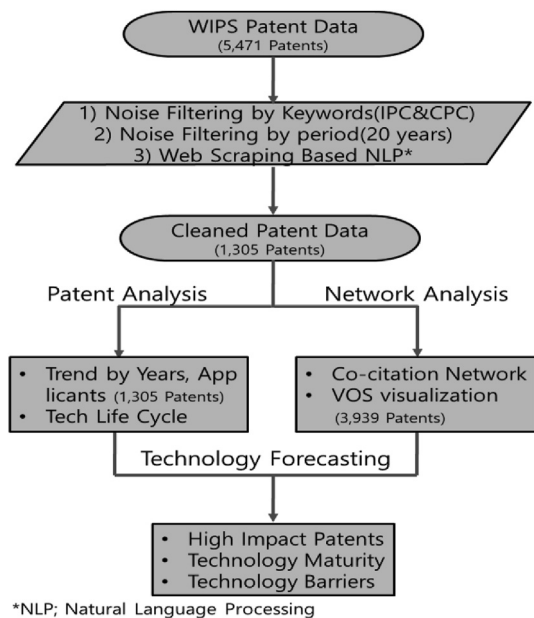 WIPS Patent Data
(5,471 Patents)
1) Noise Filtering by Keywords(IPC&CPC)
2) Noise Filtering by period(20 years)
3) Web Scraping Based NLP*
Cleaned Patent Data
(1,305 Patents)
Patent Analysis
Network Analysis
• Trend by Years, App
licants (1,305 Patents)
• Tech Life Cycle
• Co-citation Network
• VOS visualization
(3,939 Patents)
Technology Forecasting
• High Impact Patents
• Technology Maturity
• Technology Barriers
*NLP; Natural Language Processing